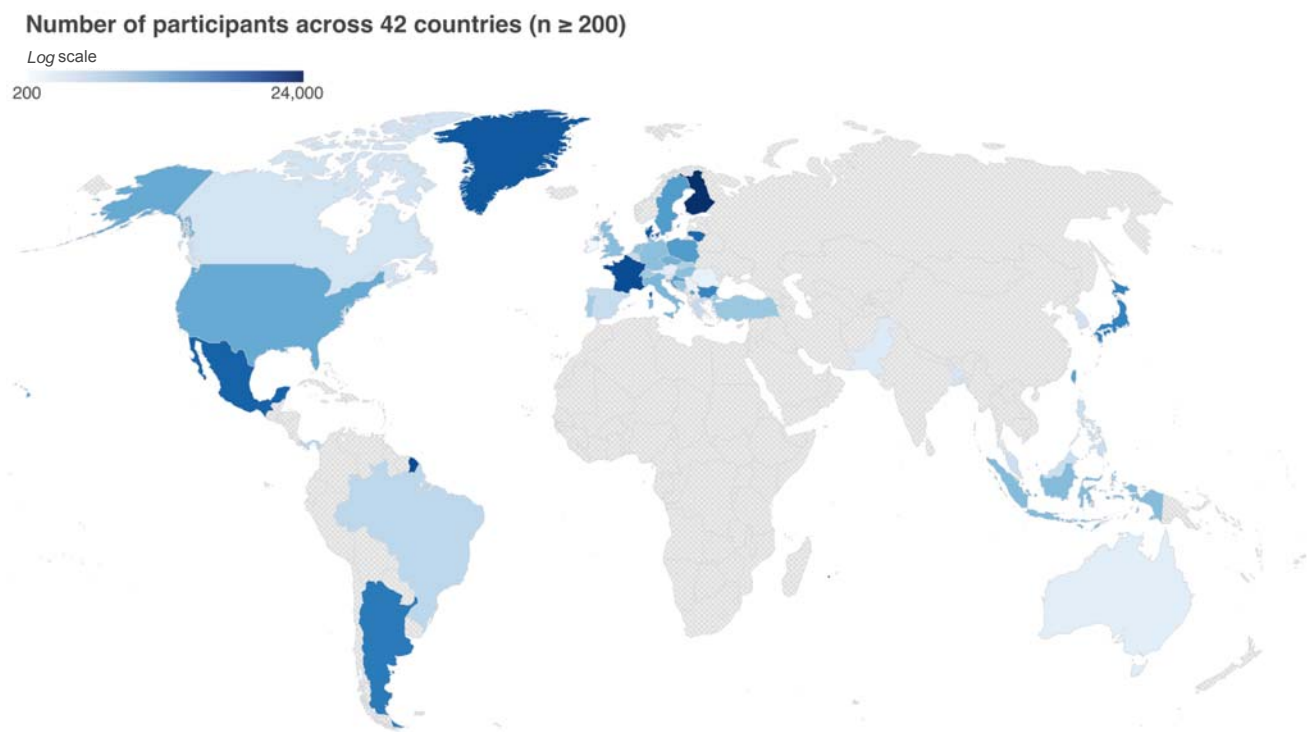 Number of participants across 42 countries (n ≥ 200)
Log scale
200 24,000